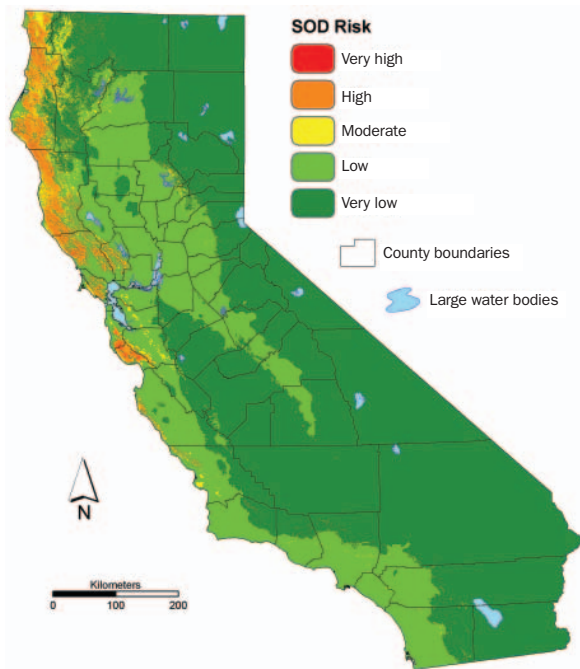 SOD Risk
Very high
High
Moderate
Low
Very low
County boundaries
Large water bodies
N
Kilometers
0 100 200